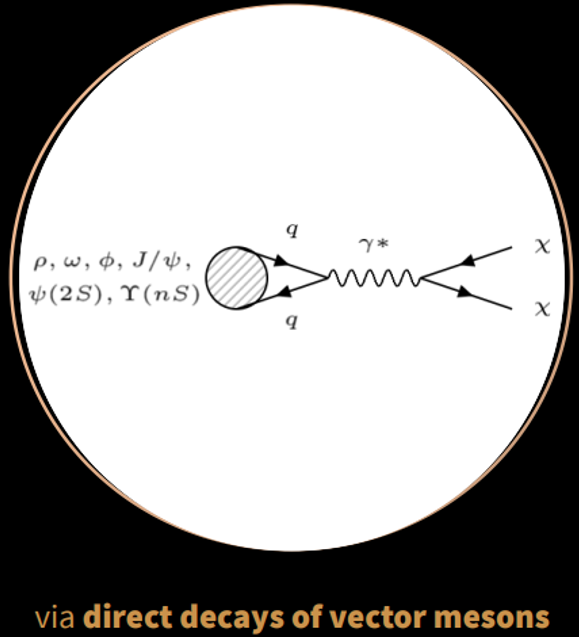 q
γ*
χ
ρ, ω, ϕ, J/ψ,
ψ(2S), Υ(nS)
χ
q
via direct decays of vector mesons